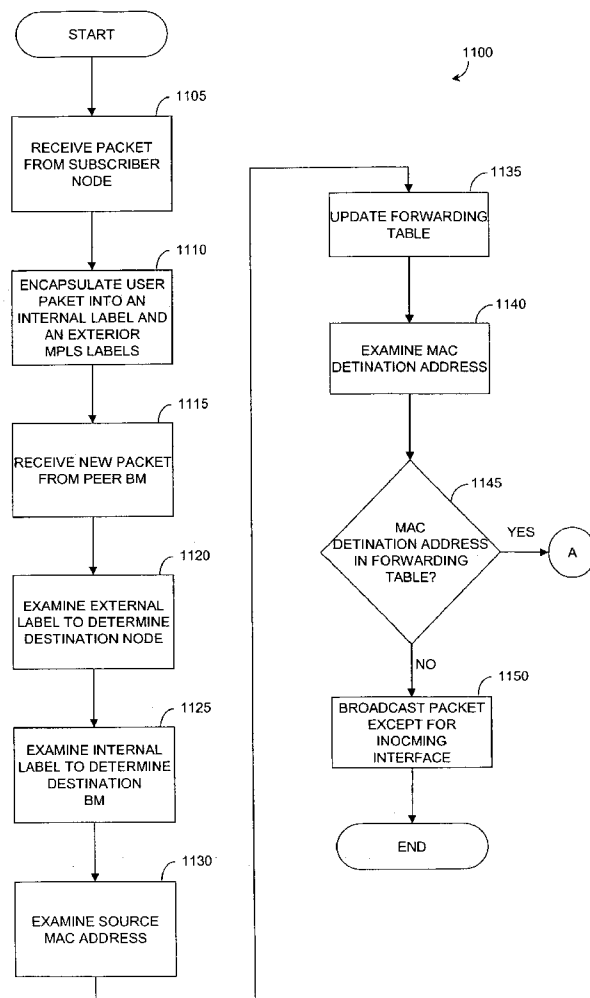 START
1100
1105
RECEIVE PACKET
FROM SUBSCRIBER
NODE
1110
ENCAPSULATE USER
PAKET INTO AN
INTERNAL LABEL AND
AN EXTERIOR
MPLS LABELS
1115
RECEIVE NEW PACKET
FROM PEER BM
1120
EXAMINE EXTERNAL
LABEL TO DETERMINE
DESTINATION NODE
1125
EXAMINE INTERNAL
LABEL TO DETERMINE
DESTINATION
BM
1130
EXAMINE SOURCE
MAC ADDRESS
1135
UPDATE FORWARDING
TABLE
1140
EXAMINE MAC
DETINATION ADDRESS
1145
MAC
DETINATION ADDRESS
IN FORWARDING
TABLE?
YES
A
NO
1150
BROADCAST PACKET
EXCEPT FOR
INOCMING
INTERFACE
END